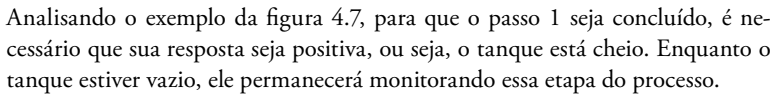 Analisando o exemplo da figura 4.7, para que o passo 1 seja concluído, é ne-
cessário que sua resposta seja positiva, ou seja, o tanque está cheio. Enquanto o
tanque estiver vazio, ele permanecerá monitorando essa etapa do processo.